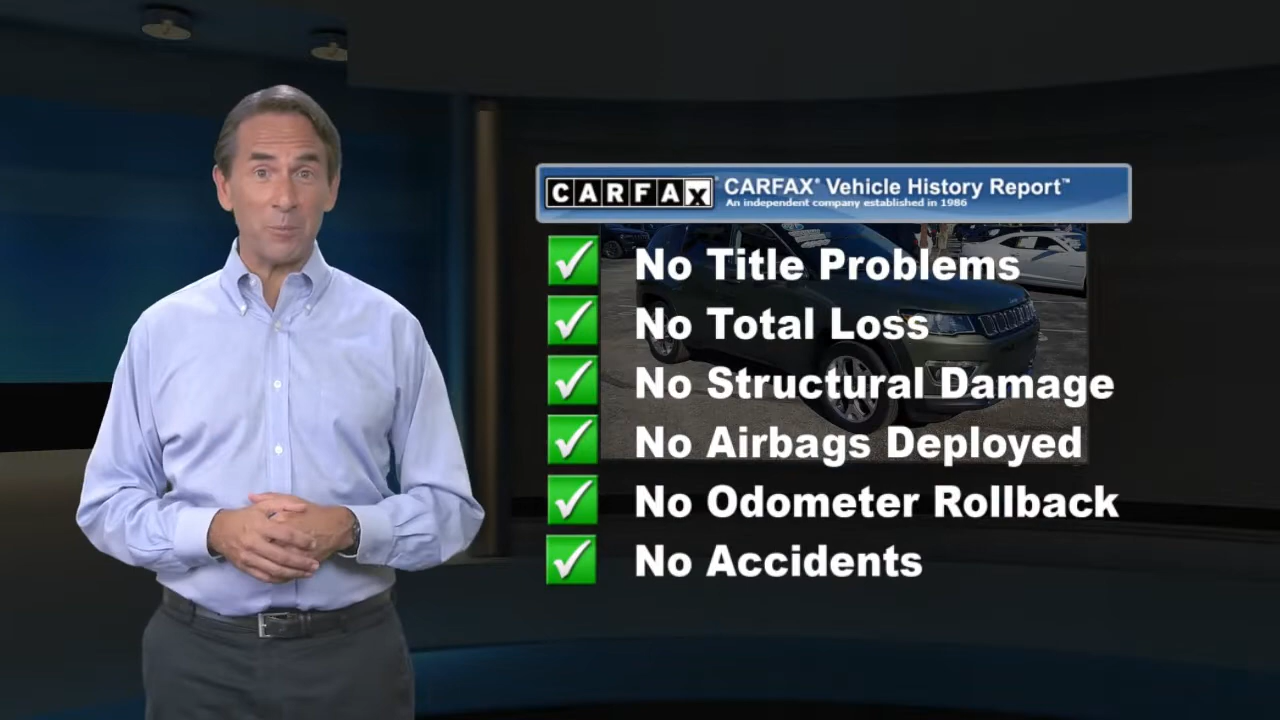 CARFAX
CARFAX® Vehicle History Report™
An independent company established in 1986
No Title Problems
No Total Loss
No Structural Damage
No Airbags Deployed
No Odometer Rollback
No Accidents